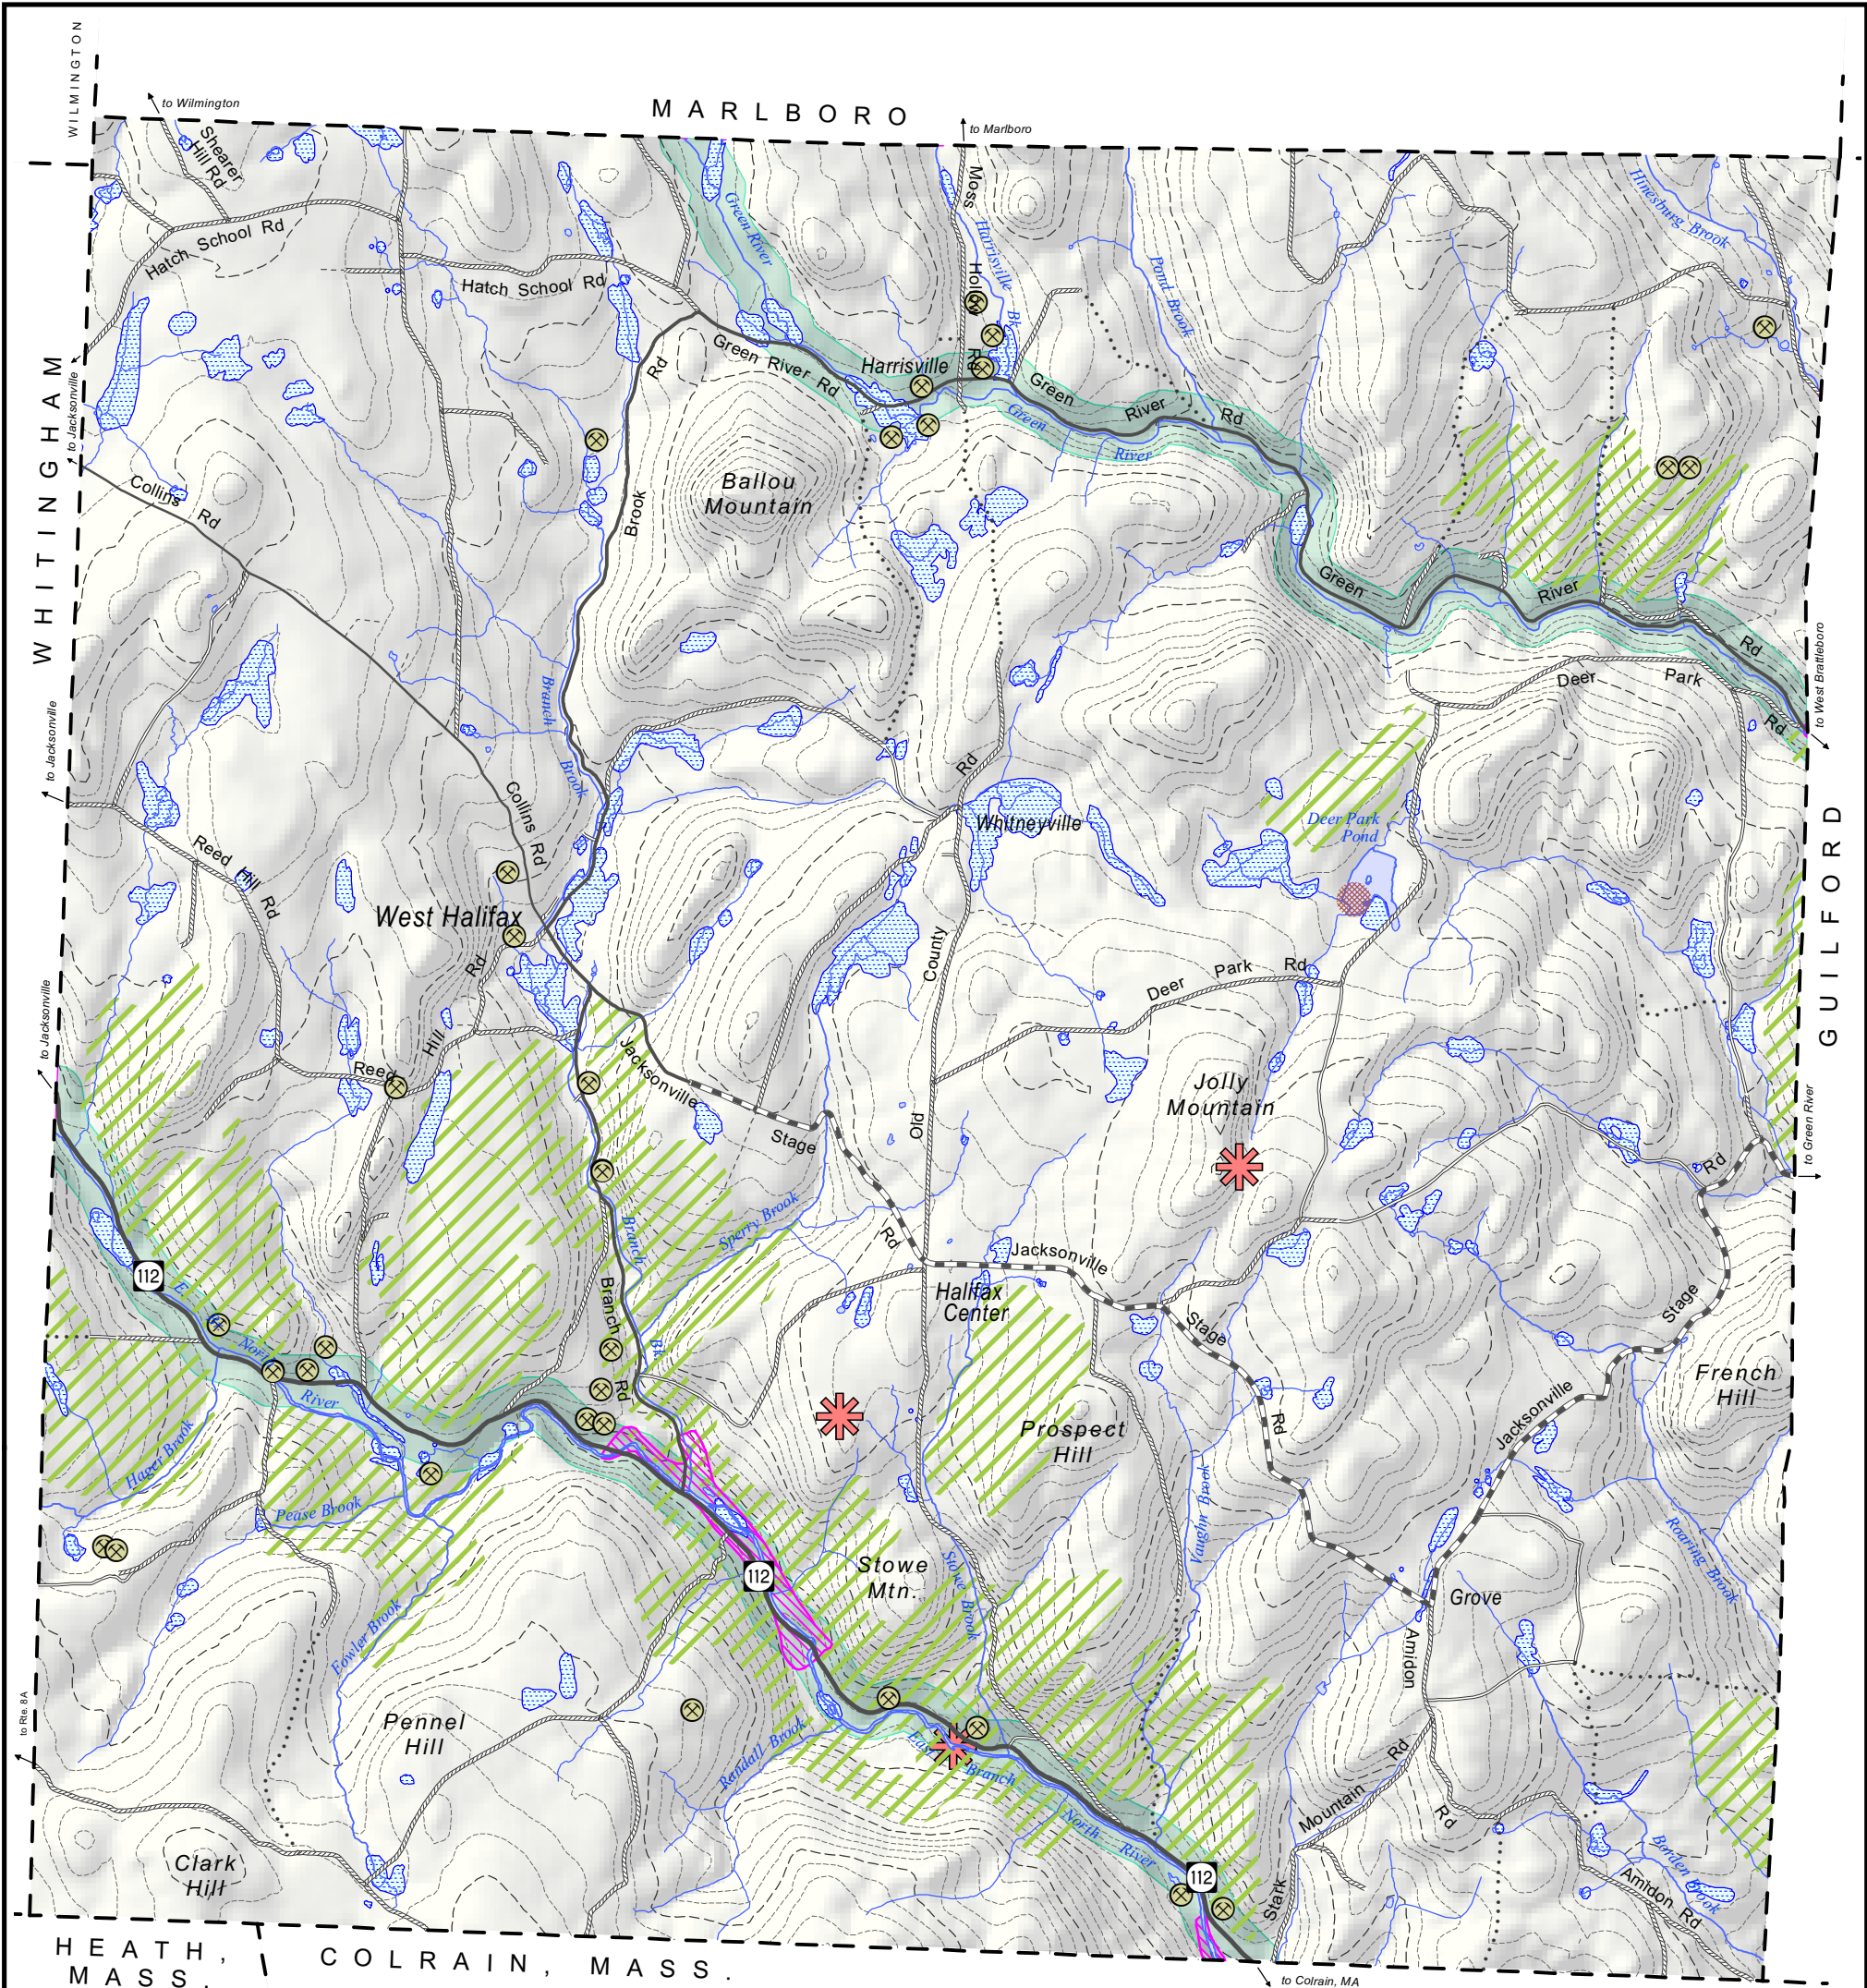 WILMINGTON
to Wilmington
MARLBORO
to Marlboro
Shearer
Hill Rd
Hatch School Rd
Hatch School Rd
Green River
Moss
Hollow
Rd
Harrisville
Bk
Pond Brook
Hinesburg Brook
WHITINGHAM
to Jacksonville
Green River Rd
Harrisville
Green
River
Rd
Green
River
Rd
Brook
Collins Rd
Ballou
Mountain
Green
River
Rd
to West Brattleboro
Deer
Park
Rd
Branch
Brook
to Jacksonville
Collins Rd
Rd
Whitneyville
Deer Park
Pond
GUILFORD
Reed Hill Rd
West Halifax
Rd
Hill
Reed
County
Old
Deer Park Rd
to Jacksonville
Jacksonville
Stage
Rd
Jolly
Mountain
to Green River
Rd
Sperry Brook
Branch
Bk
Branch
Rd
Jacksonville
Halifax
Center
Stage
Rd
Stage
Jacksonville
French
Hill
112
E
Br
North
River
Hager Brook
Pease Brook
Prospect
Hill
Vaughn Brook
112
Stowe
Mtn.
Stowe Brook
Roaring Brook
Grove
Amidon
Rd
Fowler Brook
to Rte. 8A
Pennel
Hill
Randall Brook
East
Branch
North
River
Mountain
Rd
Stark
112
Borden Brook
Amidon Rd
Clark
Hill
HEATH,
MASS.
COLRAIN, MASS.
to Colrain, MA